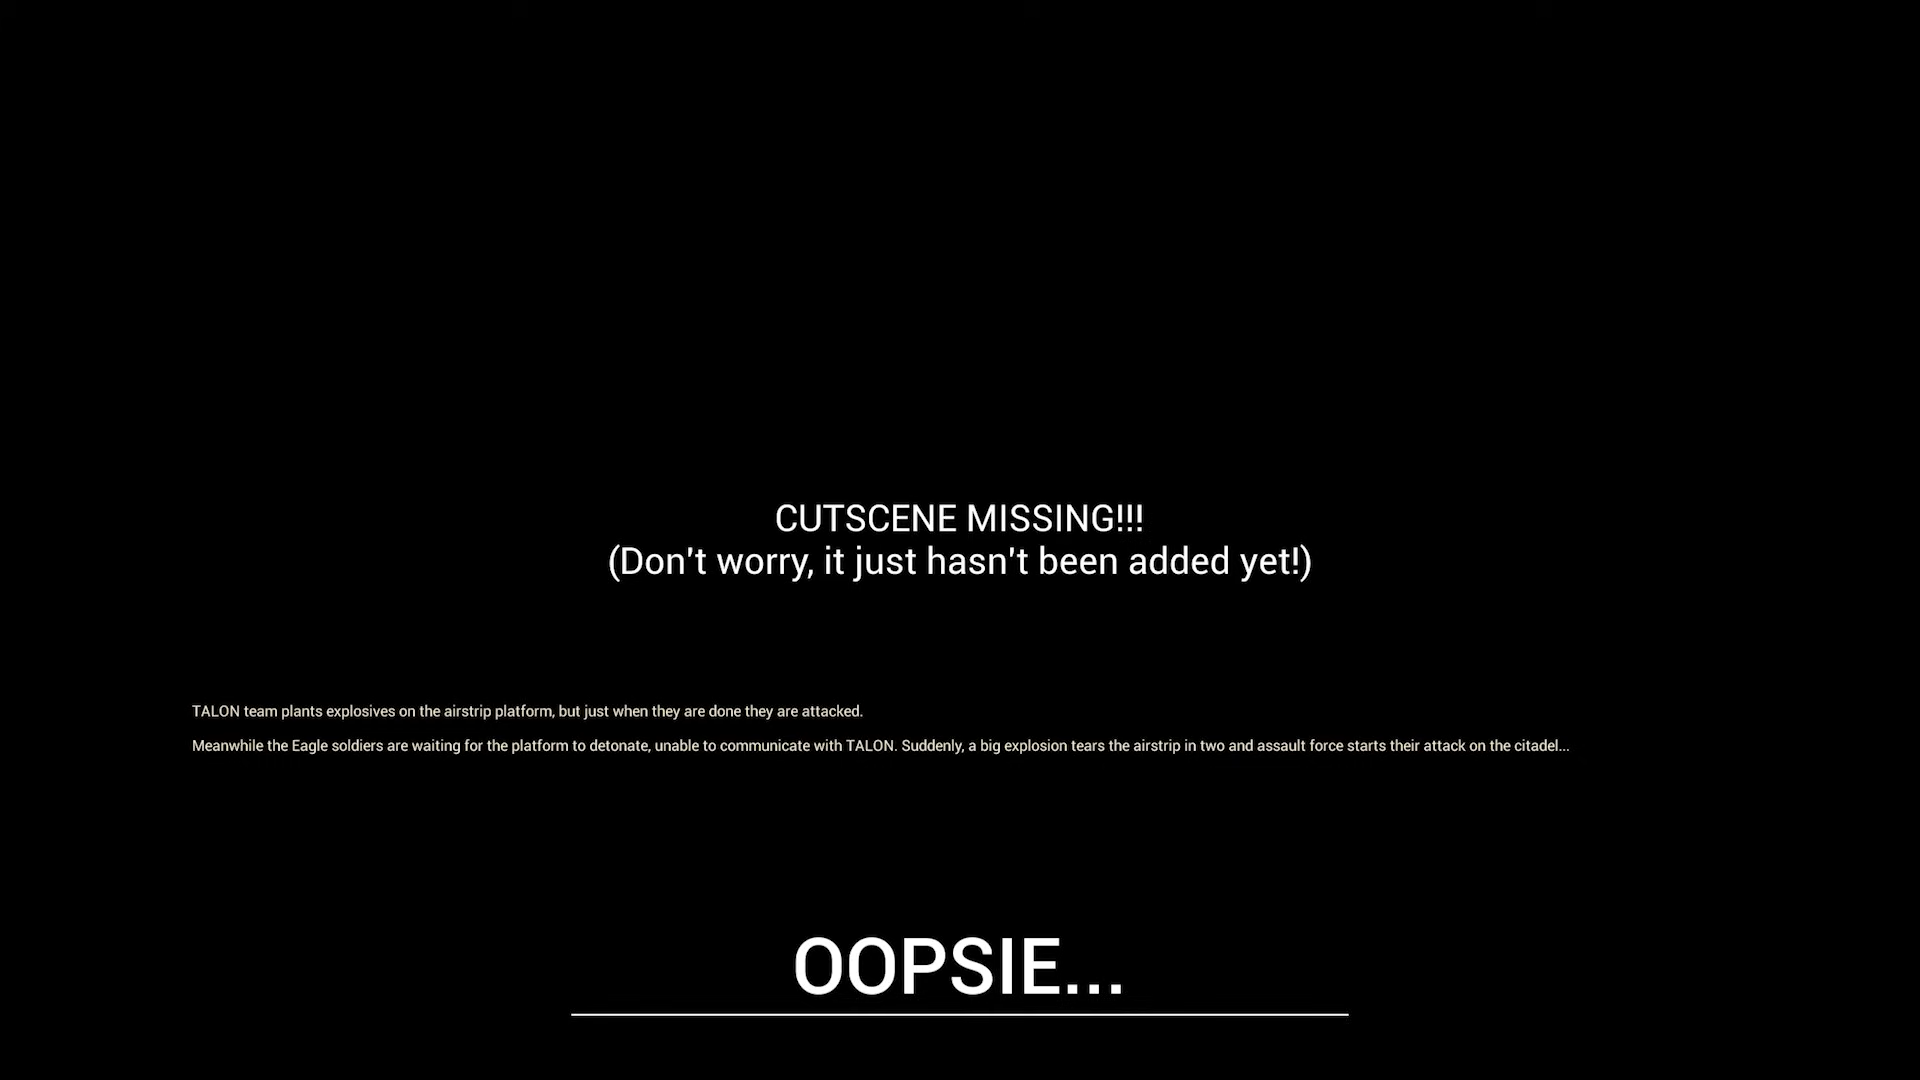 CUTSCENE MISSING!!!
(Don't worry, it just hasn't been added yet!)
TALON team plants explosives on the airstrip platform, but just when they are done they are attacked.
Meanwhile the Eagle soldiers are waiting for the platform to detonate, unable to communicate with TALON. Suddenly, a big explosion tears the airstrip in two and assault force starts their attack on the citadel...
OOPSIE...